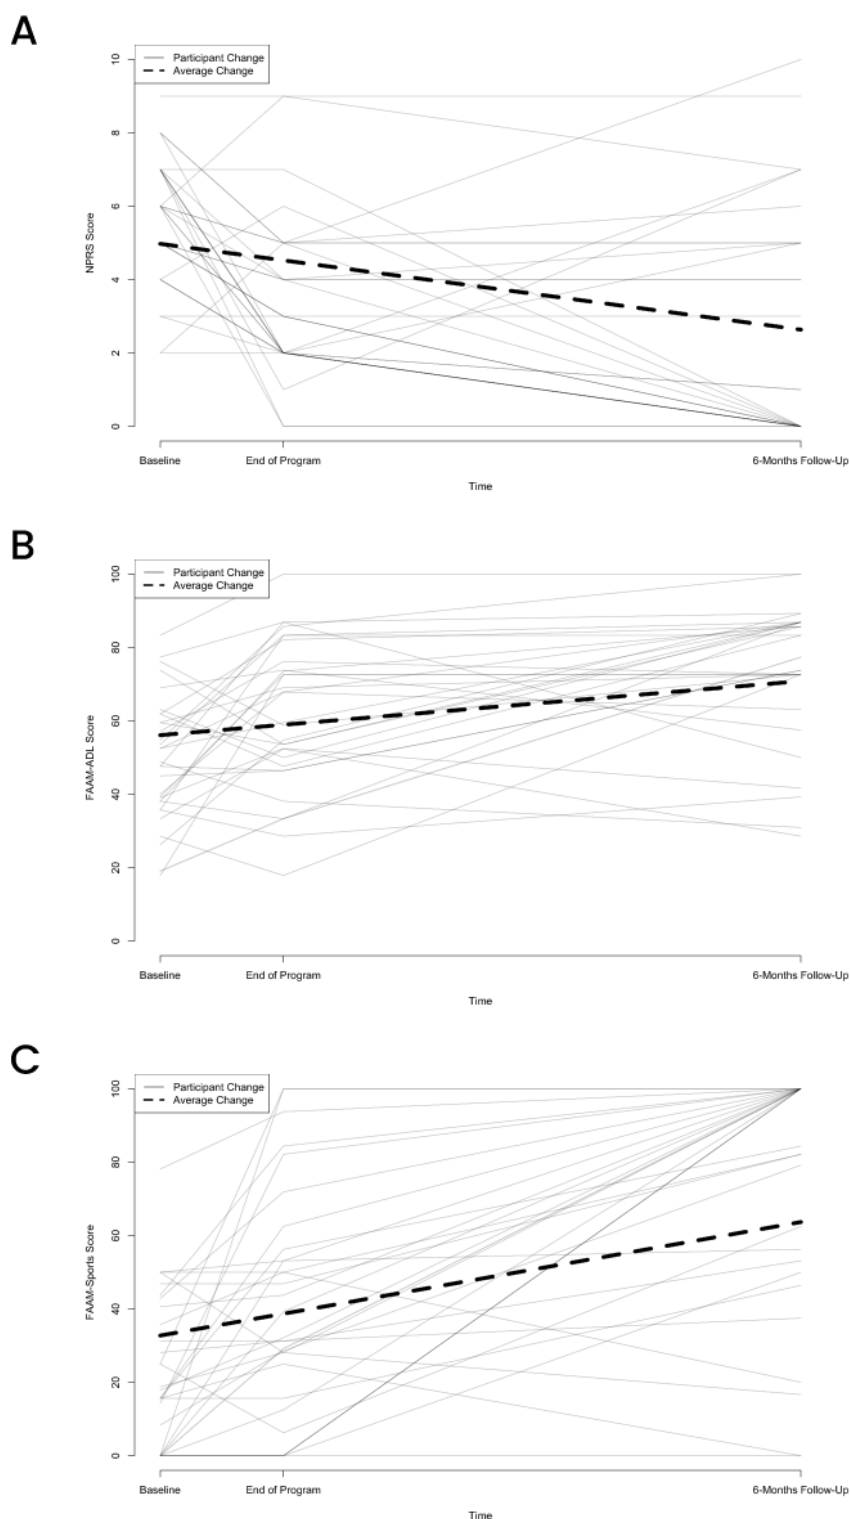 A
Participant Change
Average Change
10
8
6
4
2
0
NPRS Score
Baseline
End of Program
6-Months Follow-Up
Time
B
Participant Change
Average Change
100
80
60
40
20
0
FAAM-ADL Score
Baseline
End of Program
6-Months Follow-Up
Time
C
Participant Change
Average Change
100
80
60
40
20
0
FAAM-Sports Score
Baseline
End of Program
6-Months Follow-Up
Time